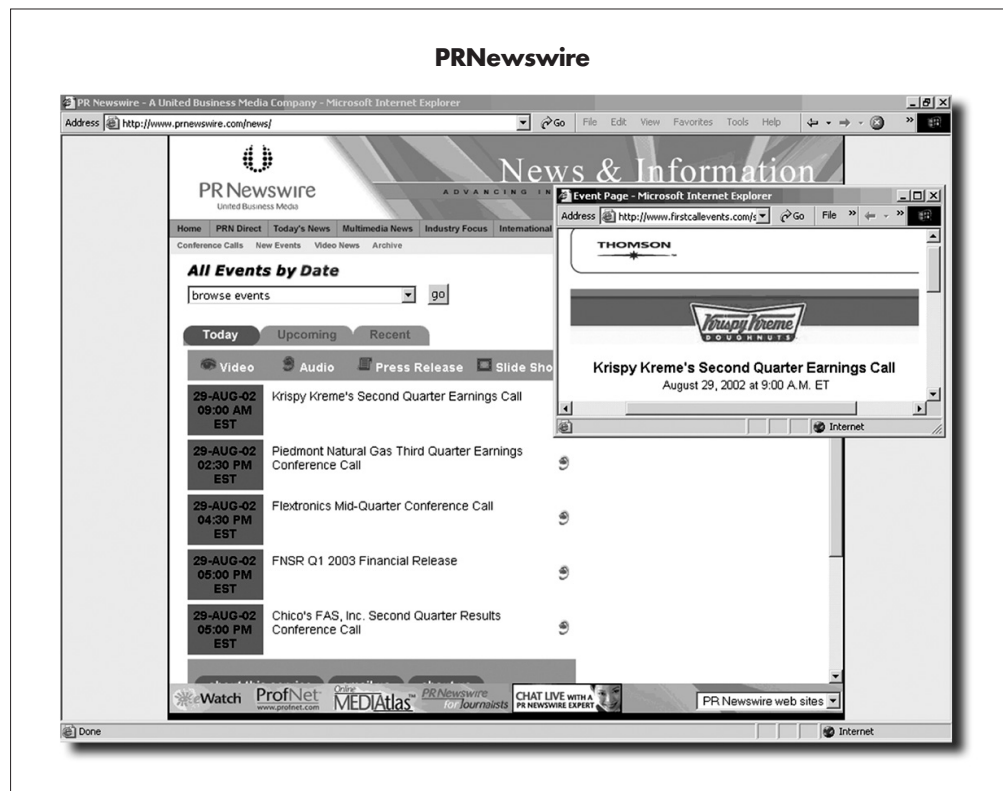 PRNewswire
PR Newswire - A United Business Media Company - Microsoft Internet Explorer
Address http://www.prnewswire.com/news/ Go File Edit View Favorites Tools Help »
PR Newswire
United Business Media
News & Information
ADVANCING IN
Home PRN Direct Today's News Multimedia News Industry Focus International
Conference Calls New Events Video News Archive
All Events by Date
browse events go
Today Upcoming Recent
Video Audio Press Release Slide Sho
29-AUG-02
09:00 AM
EST
Krispy Kreme's Second Quarter Earnings Call
29-AUG-02
02:30 PM
EST
Piedmont Natural Gas Third Quarter Earnings
Conference Call
29-AUG-02
04:30 PM
EST
Flextronics Mid-Quarter Conference Call
29-AUG-02
05:00 PM
EST
FNSR Q1 2003 Financial Release
29-AUG-02
05:00 PM
EST
Chico's FAS, Inc. Second Quarter Results
Conference Call
eWatch
ProfNet
www.profnet.com
Online
MEDIAtlas™
PRNewswire
for Journalists
CHAT LIVE WITH A
PR NEWSWIRE EXPERT
PR Newswire web sites
Done Internet
Event Page - Microsoft Internet Explorer
Address http://www.firstcallevents.com/s Go File » »
THOMSON
Krispy Kreme
DOUGHNUTS
Krispy Kreme's Second Quarter Earnings Call
August 29, 2002 at 9:00 A.M. ET
Internet